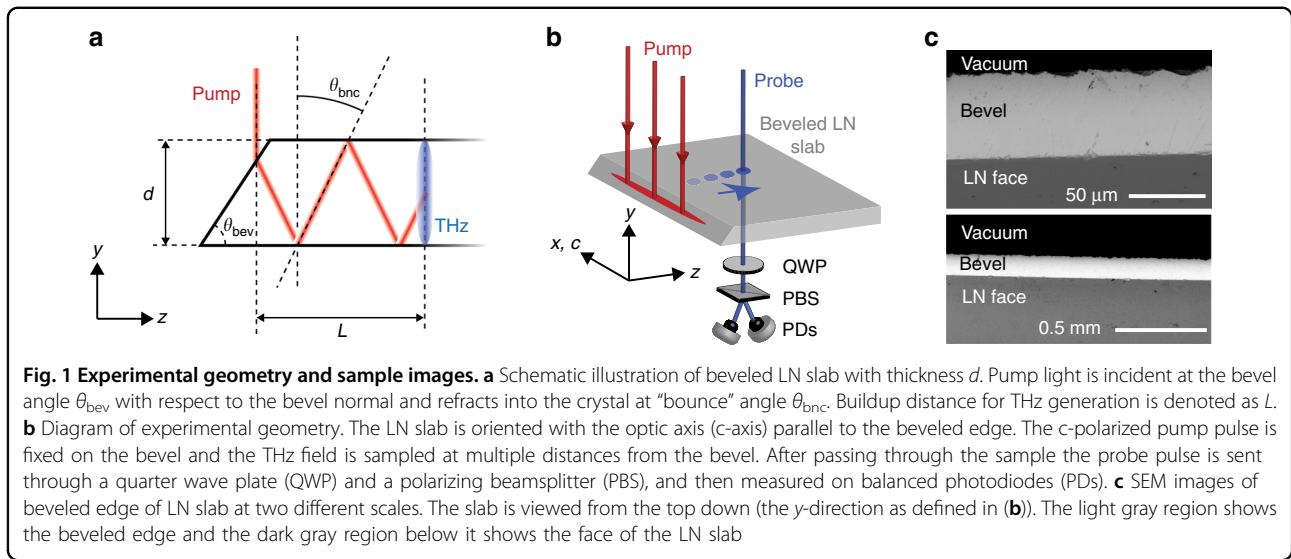 a
Pump
θbnc
d
θbev
THz
y
z
L
b
Pump
Probe
Beveled LN
slab
y
x, c
z
QWP
PBS
PDs
c
Vacuum
Bevel
LN face
50 μm
Vacuum
Bevel
LN face
0.5 mm
Fig. 1 Experimental geometry and sample images. a Schematic illustration of beveled LN slab with thickness d. Pump light is incident at the bevel
angle θbev with respect to the bevel normal and refracts into the crystal at “bounce” angle θbnc. Buildup distance for THz generation is denoted as L.
b Diagram of experimental geometry. The LN slab is oriented with the optic axis (c-axis) parallel to the beveled edge. The c-polarized pump pulse is
fixed on the bevel and the THz field is sampled at multiple distances from the bevel. After passing through the sample the probe pulse is sent
through a quarter wave plate (QWP) and a polarizing beamsplitter (PBS), and then measured on balanced photodiodes (PDs). c SEM images of
beveled edge of LN slab at two different scales. The slab is viewed from the top down (the y-direction as defined in (b)). The light gray region shows
the beveled edge and the dark gray region below it shows the face of the LN slab